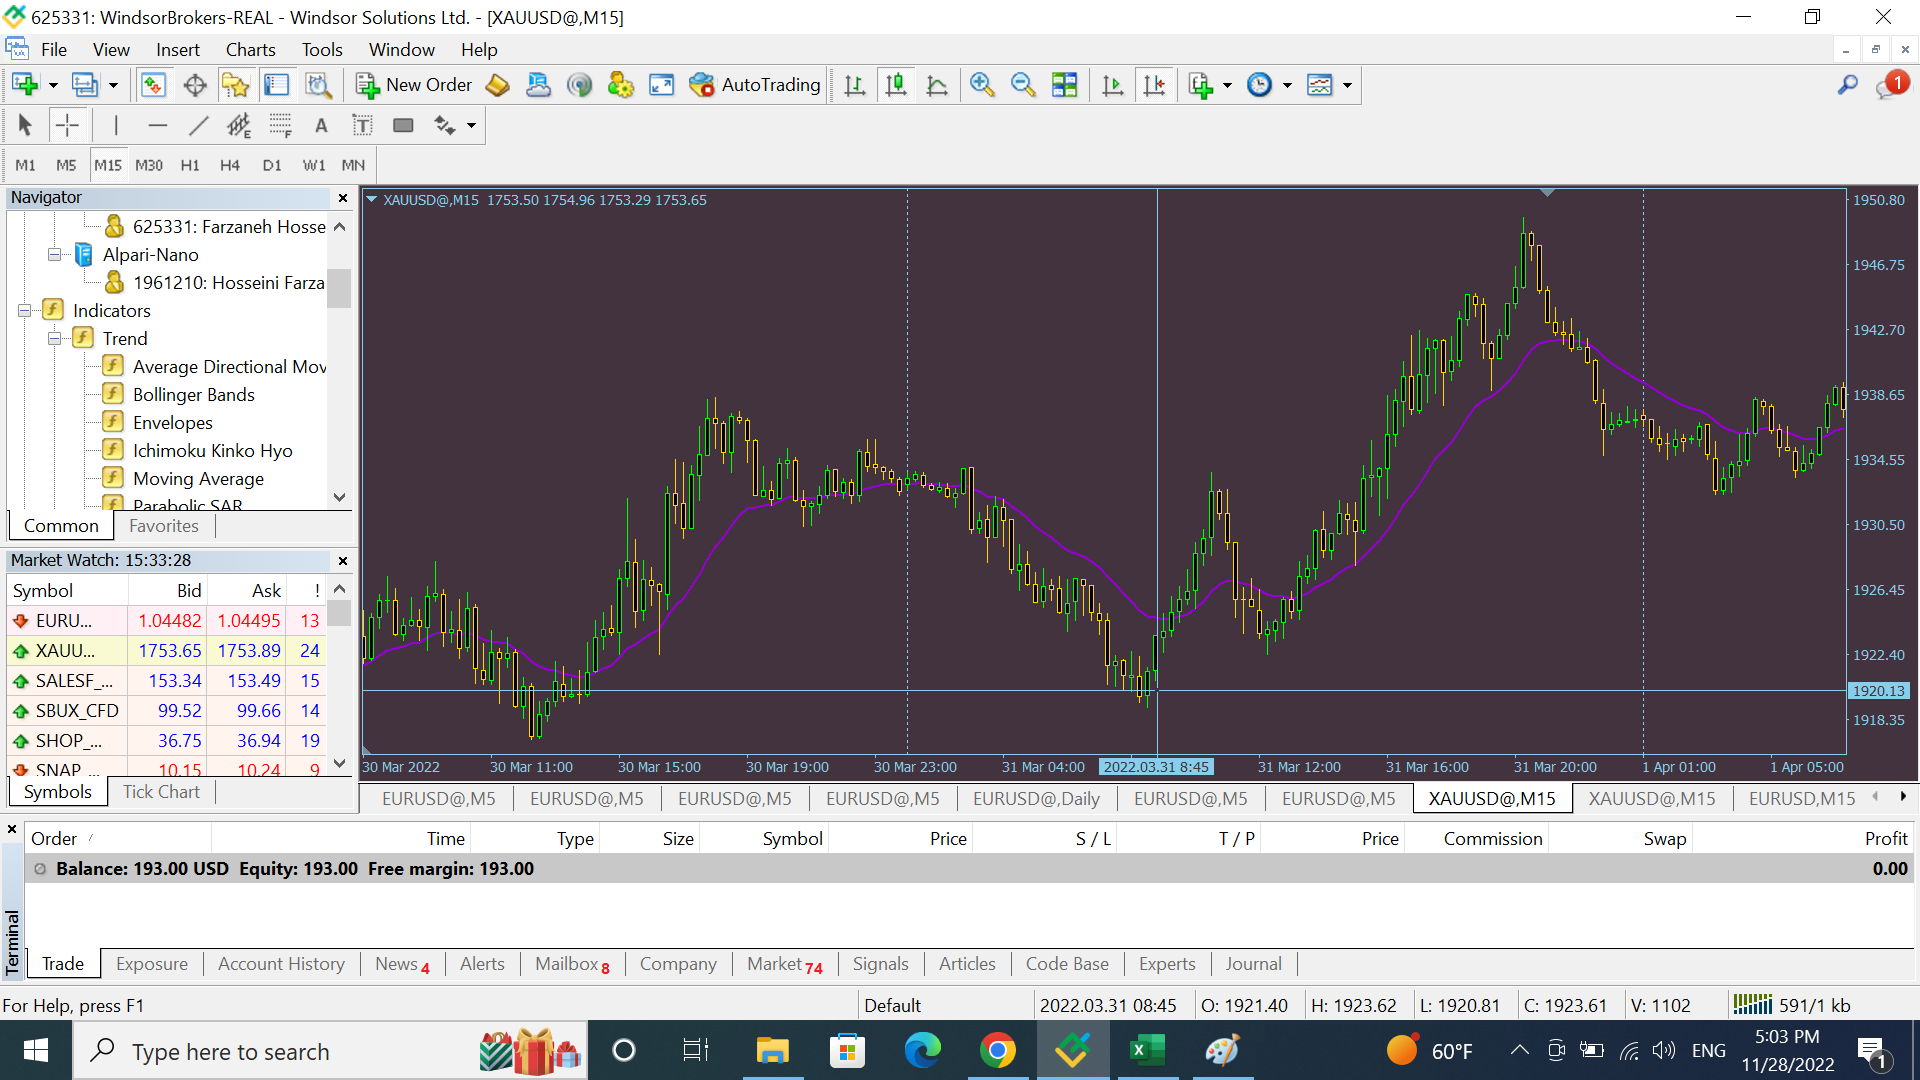 625331: WindsorBrokers-REAL - Windsor Solutions Ltd. - [XAUUSD@,M15]
File View Insert Charts Tools Window Help
New Order AutoTrading 1
E F A T
M1 M5 M15 M30 H1 H4 D1 W1 MN
Navigator
625331: Farzaneh Hosse
Alpari-Nano
1961210: Hosseini Farza
Indicators
Trend
Average Directional Mov
Bollinger Bands
Envelopes
Ichimoku Kinko Hyo
Moving Average
Parabolic SAR
Common Favorites
Market Watch: 15:33:28
Symbol Bid Ask !
EURU... 1.04482 1.04495 13
XAUU... 1753.65 1753.89 24
SALESF_... 153.34 153.49 15
SBUX_CFD 99.52 99.66 14
SHOP_... 36.75 36.94 19
SNAP_... 10.15 10.24 9
Symbols Tick Chart
XAUUSD@,M15 1753.50 1754.96 1753.29 1753.65
1950.80
1946.75
1942.70
1938.65
1934.55
1930.50
1926.45
1922.40
1920.13
1918.35
30 Mar 2022 30 Mar 11:00 30 Mar 15:00 30 Mar 19:00 30 Mar 23:00 31 Mar 04:00 2022.03.31 8:45 31 Mar 12:00 31 Mar 16:00 31 Mar 20:00 1 Apr 01:00 1 Apr 05:00
EURUSD@,M5 EURUSD@,M5 EURUSD@,M5 EURUSD@,M5 EURUSD@,Daily EURUSD@,M5 EURUSD@,M5 XAUUSD@,M15 XAUUSD@,M15 EURUSD,M15
Order / Time Type Size Symbol Price S / L T / P Price Commission Swap Profit
Balance: 193.00 USD Equity: 193.00 Free margin: 193.00 0.00
Terminal
Trade Exposure Account History News 4 Alerts Mailbox 8 Company Market 74 Signals Articles Code Base Experts Journal
For Help, press F1 Default 2022.03.31 08:45 O: 1921.40 H: 1923.62 L: 1920.81 C: 1923.61 V: 1102 591/1 kb
Type here to search 60°F ENG 5:03 PM
11/28/2022 1